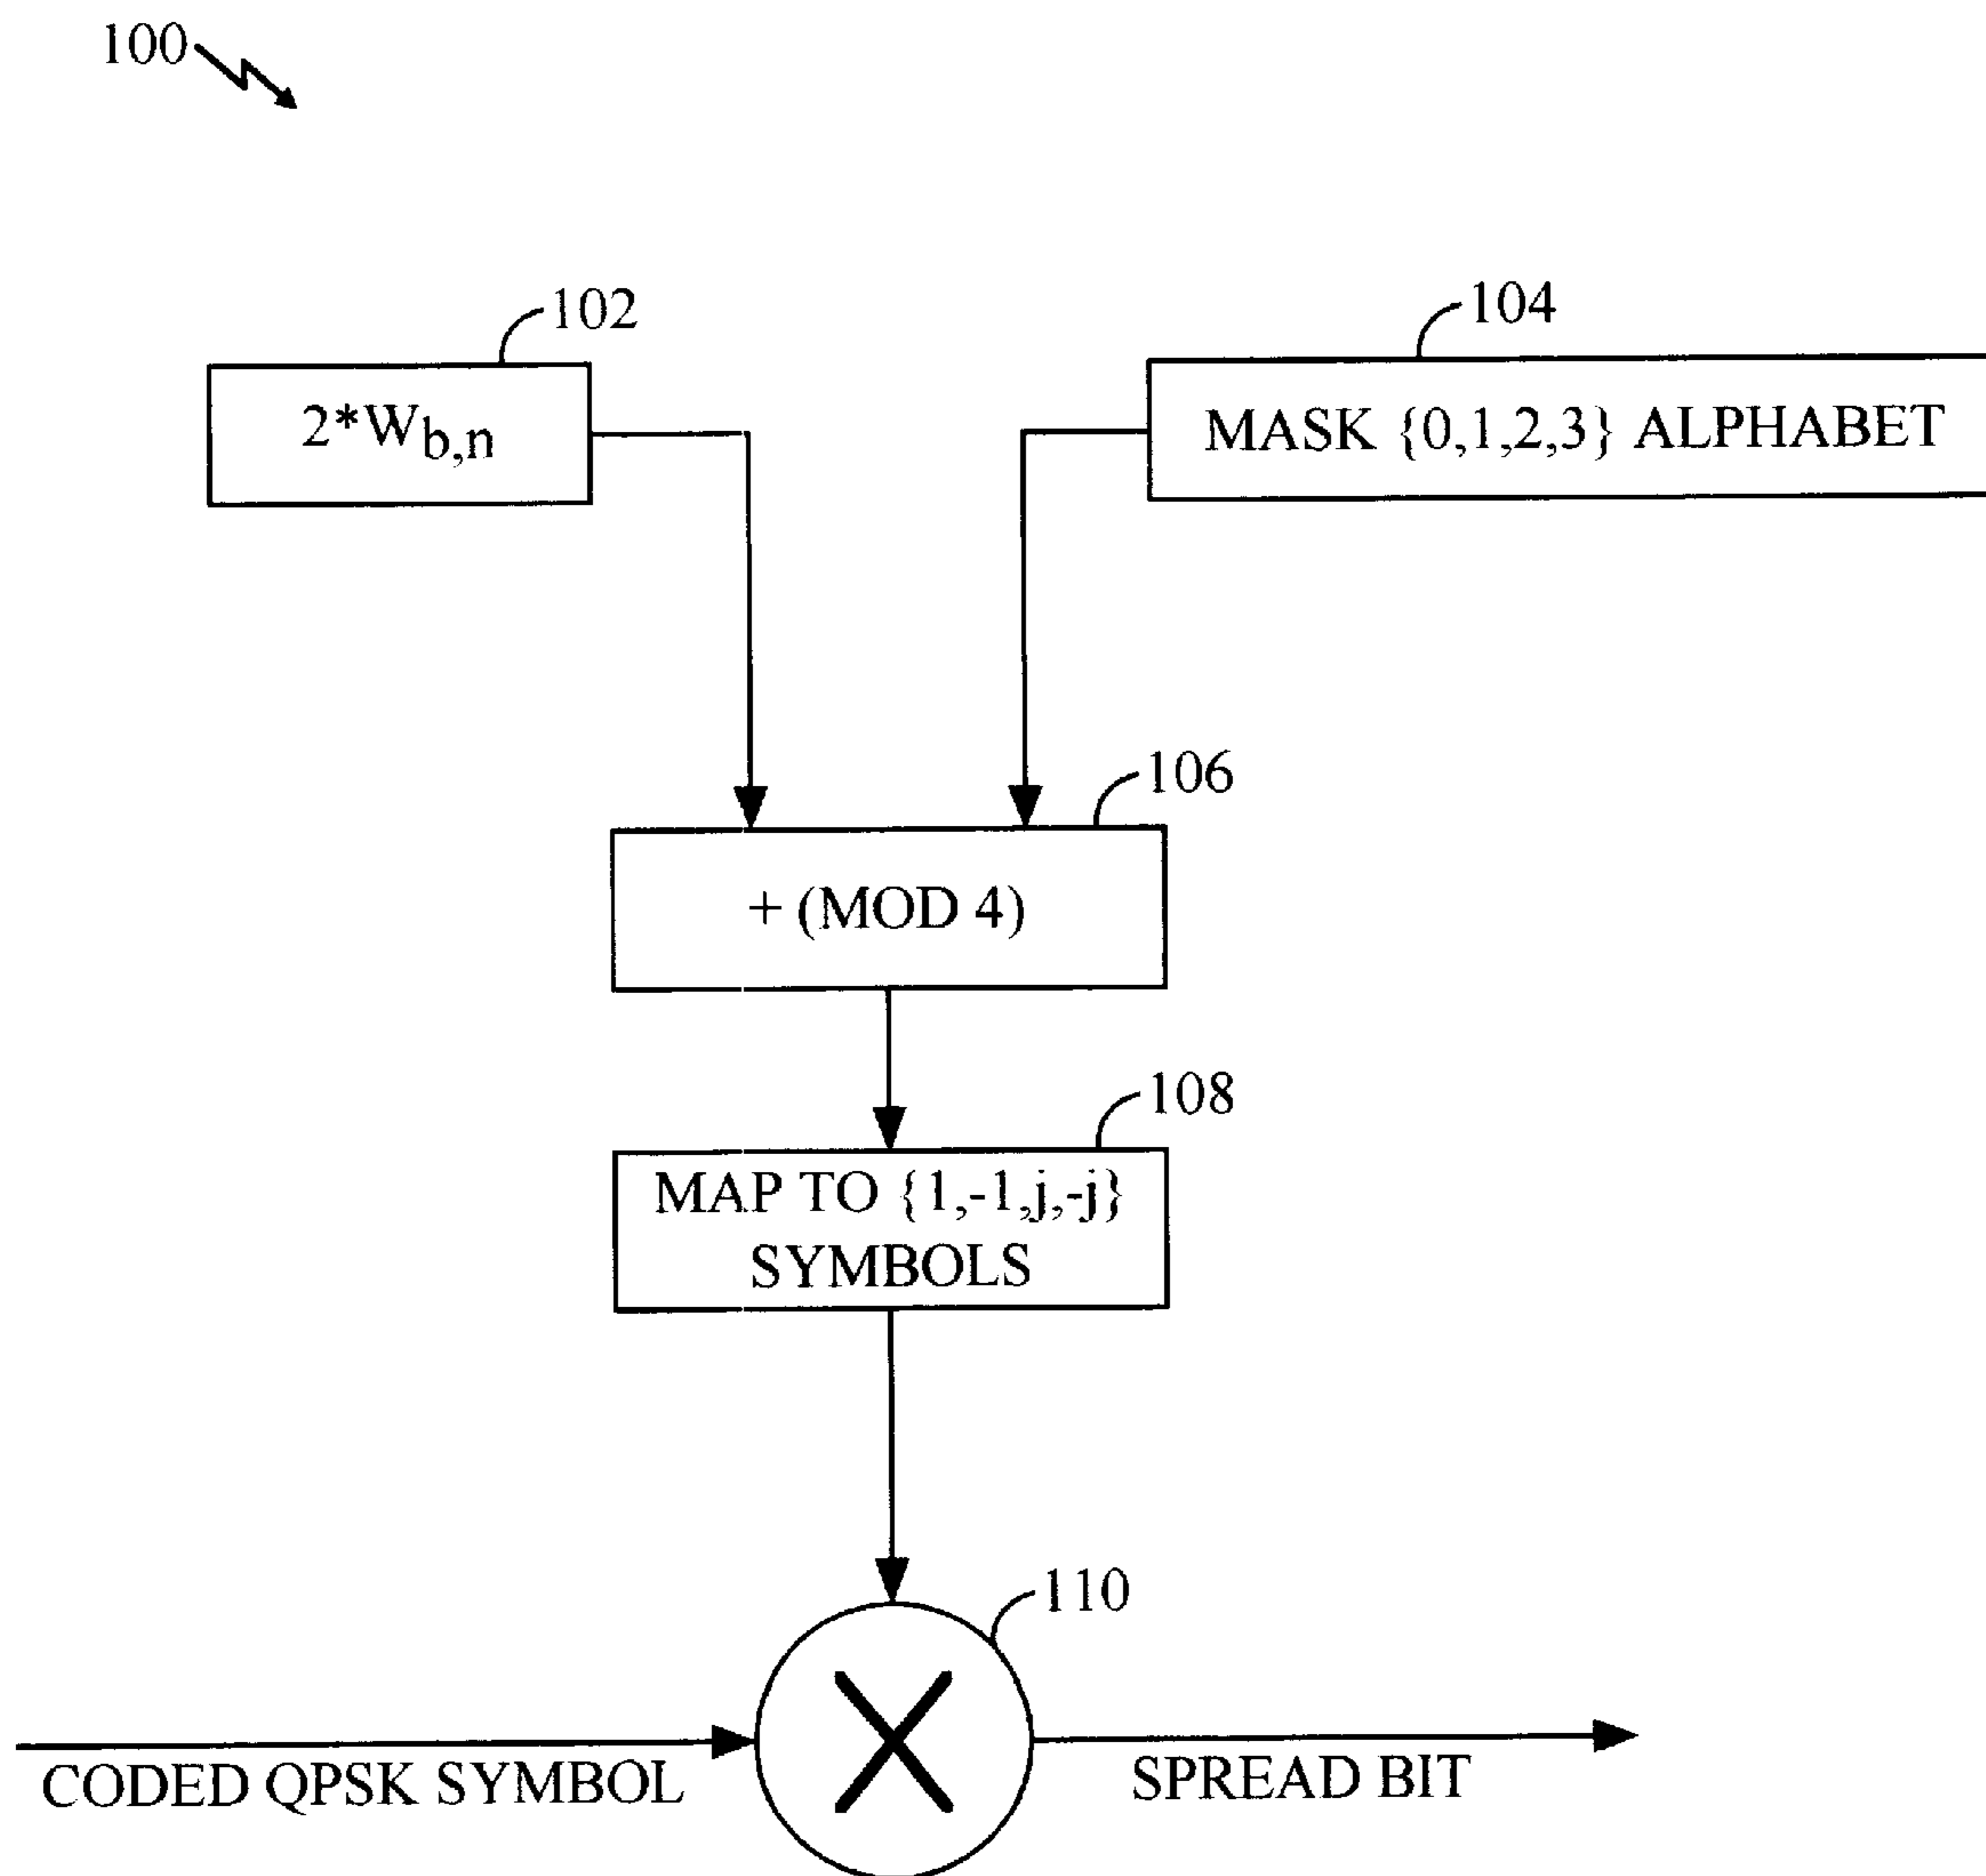 100
102
104
2*Wb,n
MASK {0,1,2,3} ALPHABET
106
+ (MOD 4)
108
MAP TO {1,-1,j,-j}
SYMBOLS
110
CODED QPSK SYMBOL
SPREAD BIT